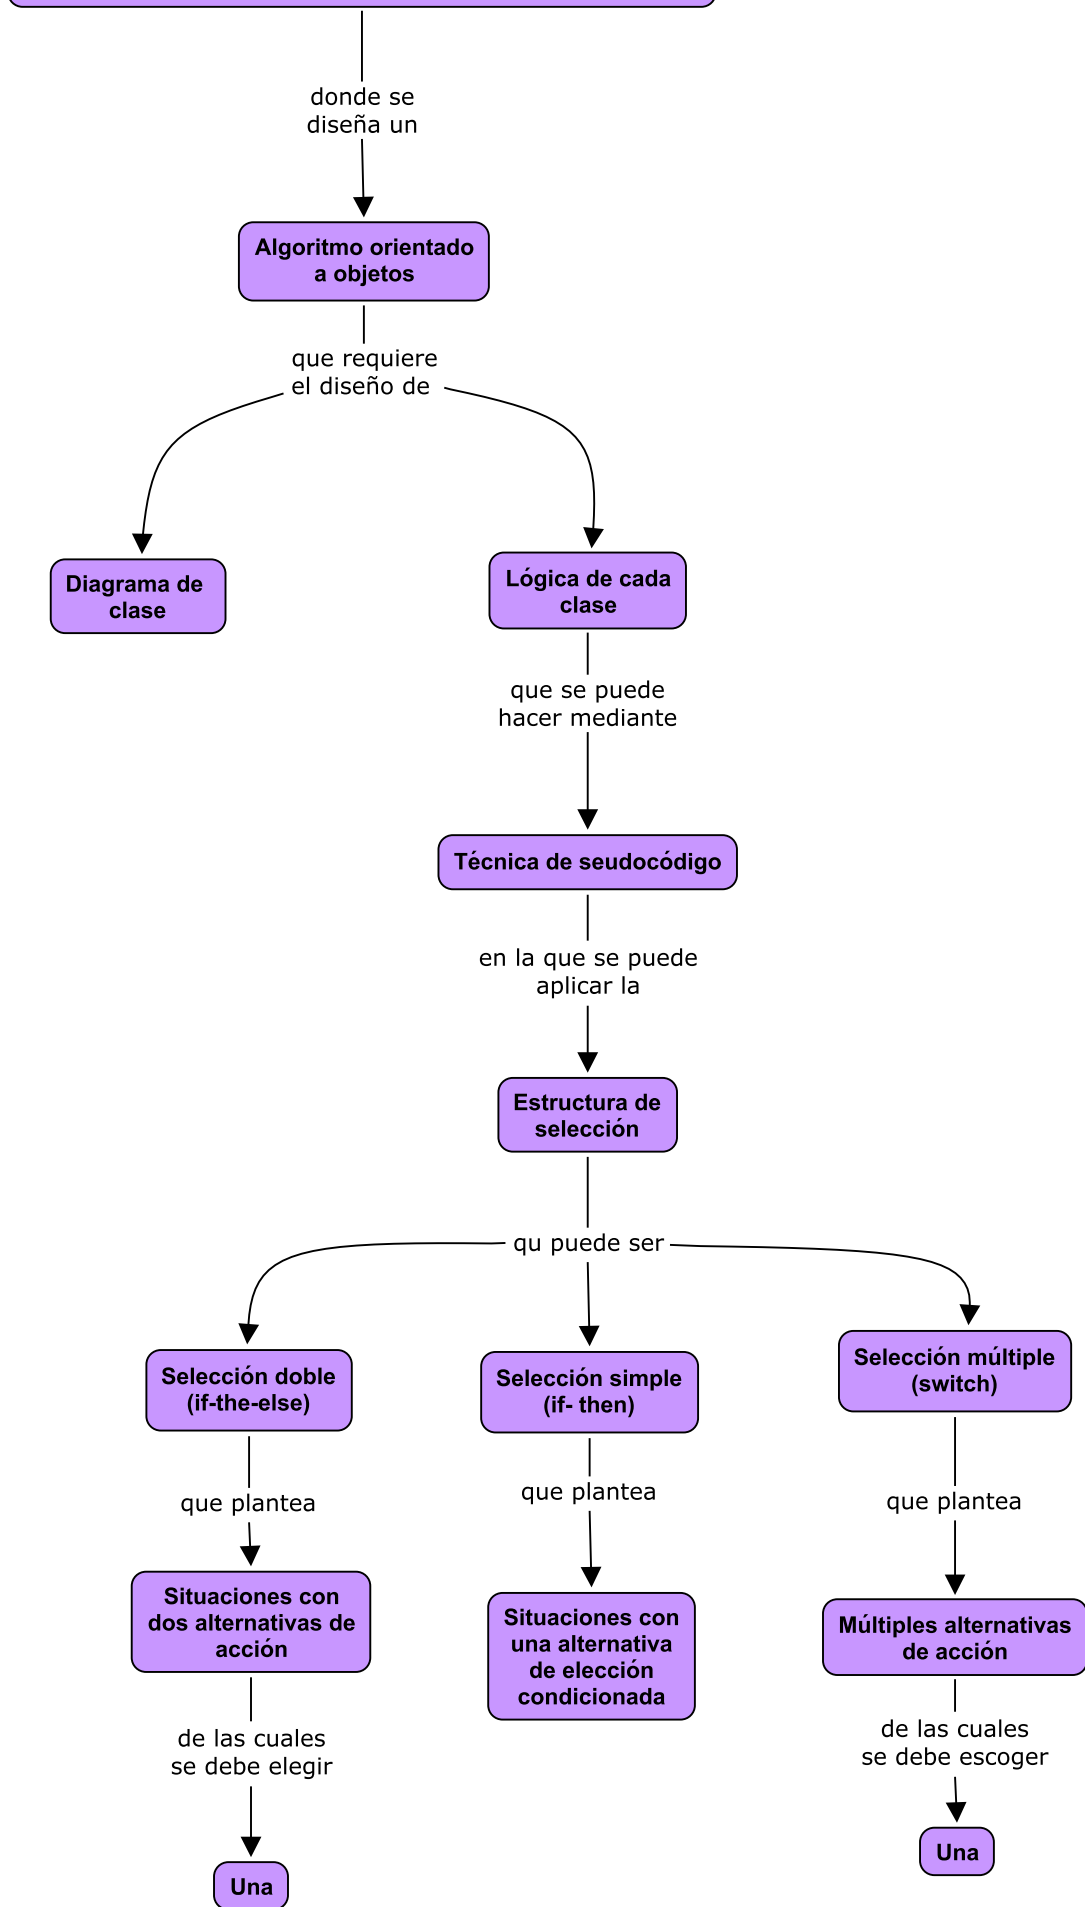 donde se
diseña un
Algoritmo orientado
a objetos
que requiere
el diseño de
Diagrama de
clase
Lógica de cada
clase
que se puede
hacer mediante
Técnica de seudocódigo
en la que se puede
aplicar la
Estructura de
selección
qu puede ser
Selección doble
(if-the-else)
Selección simple
(if- then)
Selección múltiple
(switch)
que plantea
que plantea
que plantea
Situaciones con
dos alternativas de
acción
Situaciones con
una alternativa
de elección
condicionada
Múltiples alternativas
de acción
de las cuales
se debe elegir
de las cuales
se debe escoger
Una
Una